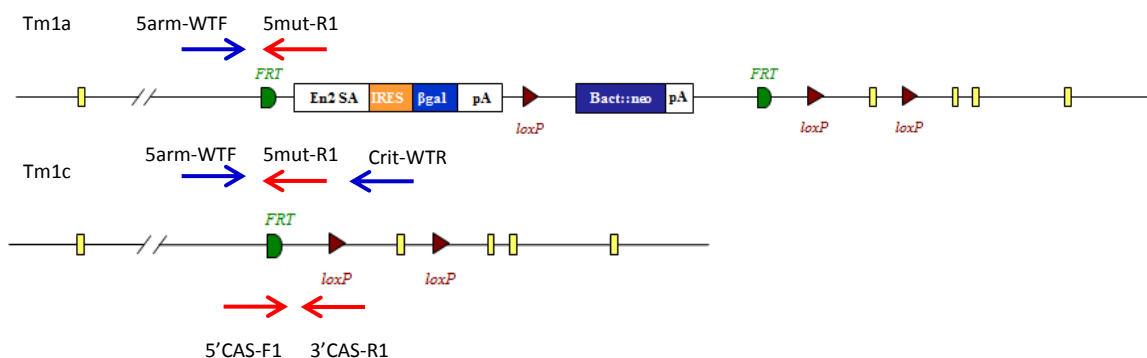 Tm1a 5arm-WTF 5mut-R1
FRT FRT
En2 SA IRES βgal pA Bact::neo pA
loxP loxP loxP
5arm-WTF 5mut-R1 Crit-WTR
Tm1c
FRT
loxP loxP
5’CAS-F1 3’CAS-R1